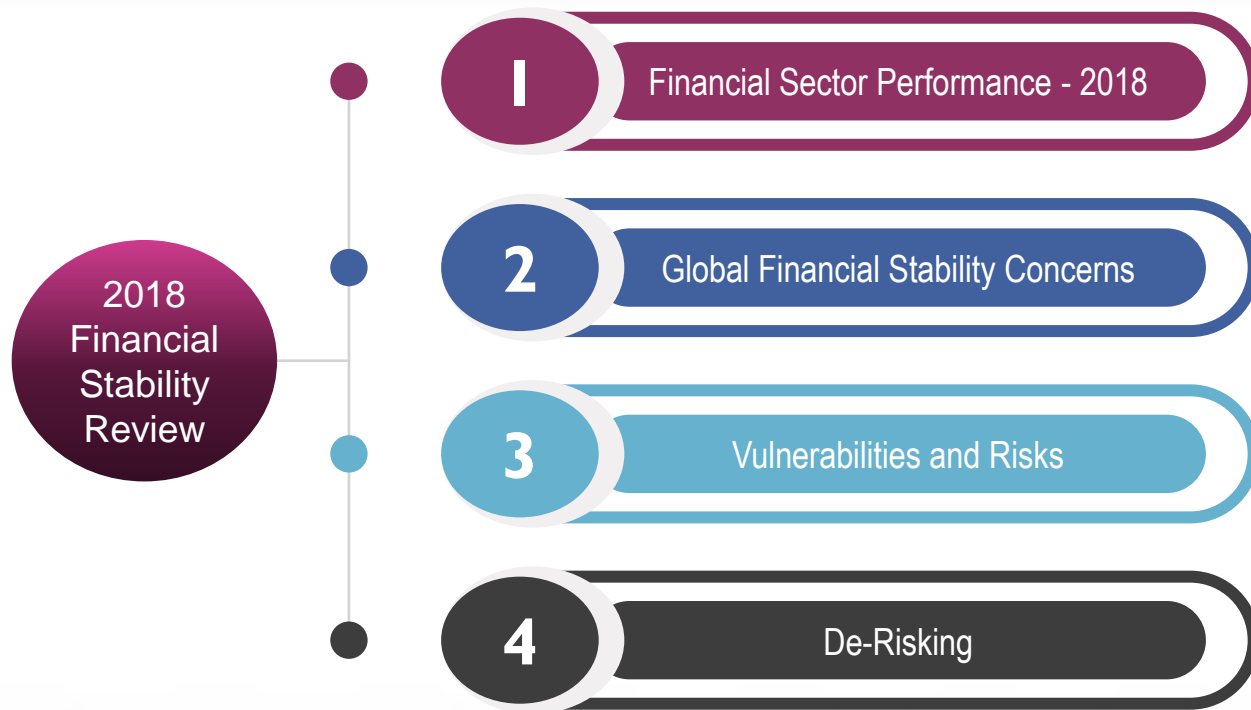 2018
Financial
Stability
Review
1
Financial Sector Performance - 2018
2
Global Financial Stability Concerns
3
Vulnerabilities and Risks
4
De-Risking